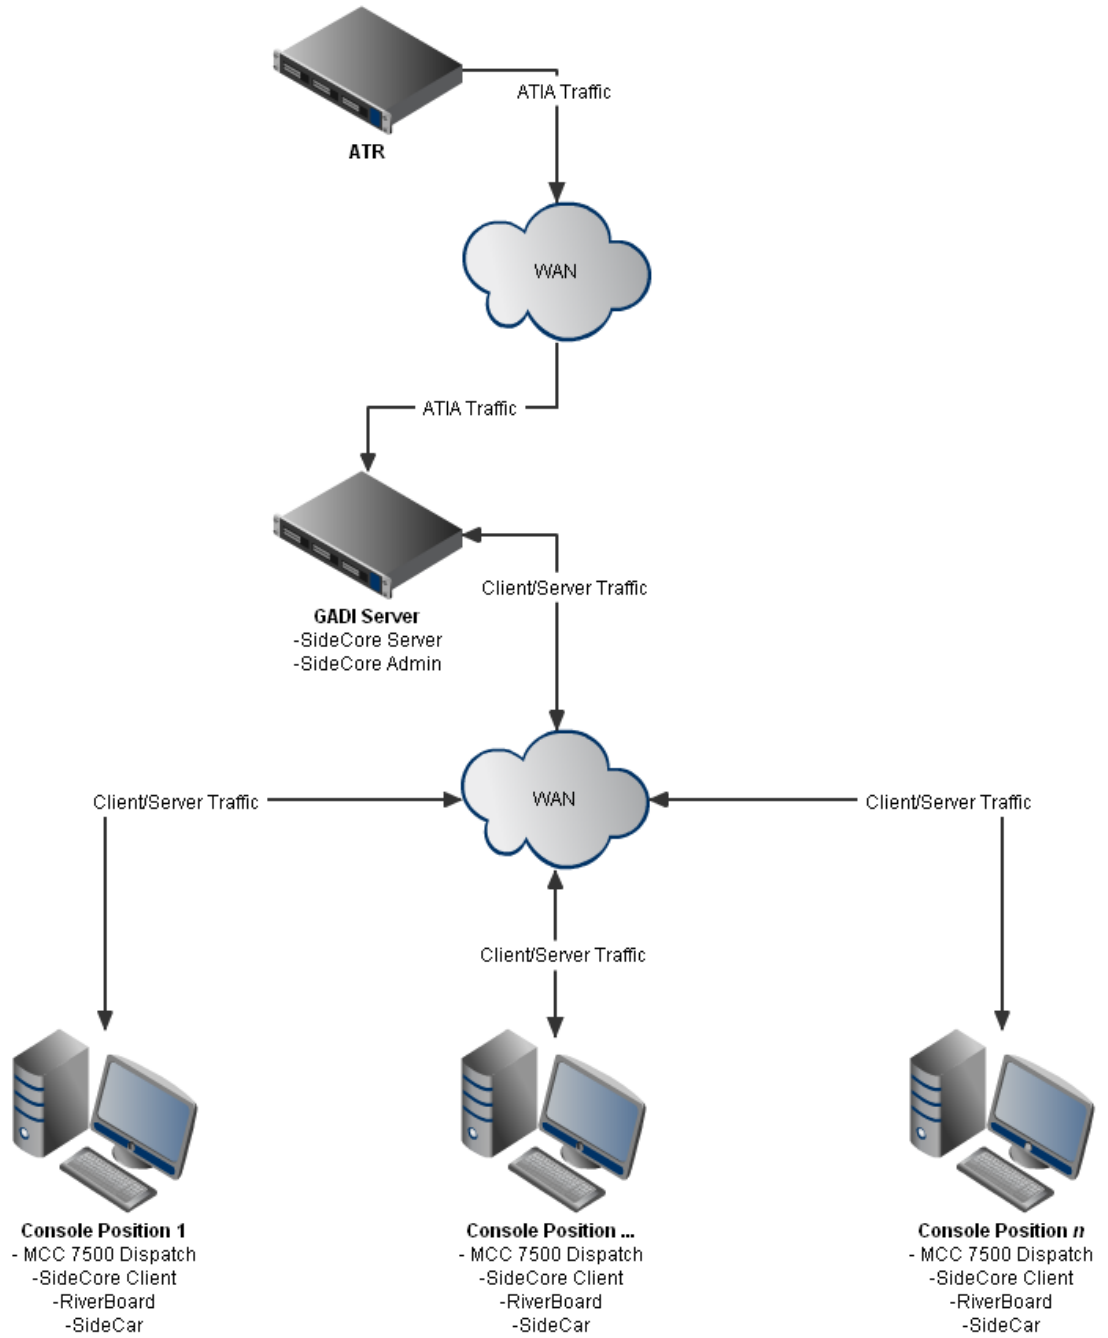 ATIA Traffic
ATR
WAN
ATIA Traffic
Client/Server Traffic
GADI Server
-SideCore Server
-SideCore Admin
WAN
Client/Server Traffic
Client/Server Traffic
Client/Server Traffic
Console Position 1
- MCC 7500 Dispatch
-SideCore Client
-RiverBoard
-SideCar
Console Position ...
- MCC 7500 Dispatch
-SideCore Client
-RiverBoard
-SideCar
Console Position n
- MCC 7500 Dispatch
-SideCore Client
-RiverBoard
-SideCar